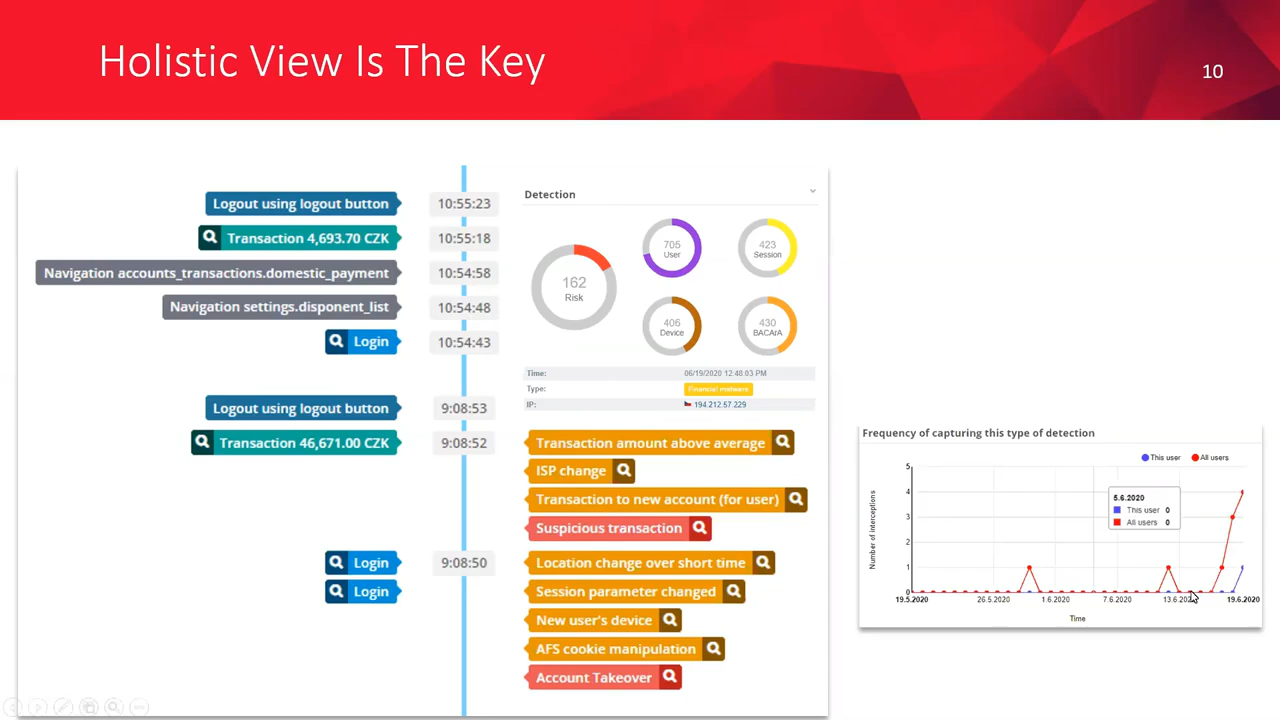 Holistic View Is The Key
10
Logout using logout button
10:55:23
Transaction 4,693.70 CZK
10:55:18
Navigation accounts_transactions.domestic_payment
10:54:58
Navigation settings.disponent_list
10:54:48
Login
10:54:43
Logout using logout button
9:08:53
Transaction 46,671.00 CZK
9:08:52
Login
9:08:50
Login
Detection
162
Risk
705
User
423
Session
406
Device
430
BACArA
Time: 06/19/2020 12:48:03 PM
Type: Financial malware
IP: 194.212.57.229
Transaction amount above average
ISP change
Transaction to new account (for user)
Suspicious transaction
Location change over short time
Session parameter changed
New user's device
AFS cookie manipulation
Account Takeover
Frequency of capturing this type of detection
This user All users
Number of interceptions
5
4
3
2
1
0
5.6.2020
This user 0
All users 0
19.5.2020 26.5.2020 1.6.2020 7.6.2020 13.6.2020 19.6.2020
Time